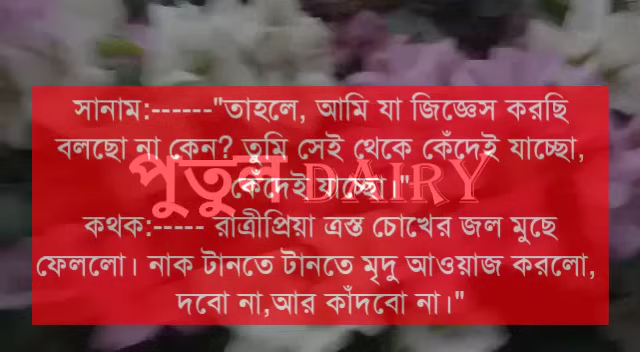 সানাম:------"তাহলে, আমি যা জিজ্ঞেস করছি
বলছো না কেন? তুমি সেই থেকে কেঁদেই যাচ্ছো,
কেঁদেই যাচ্ছো।"
পুতুল DAIRY
কথক:----- রাত্রীপ্রিয়া ত্রস্ত চোখের জল মুছে
ফেললো। নাক টানতে টানতে মৃদু আওয়াজ করলো,
দবো না,আর কাঁদবো না।"